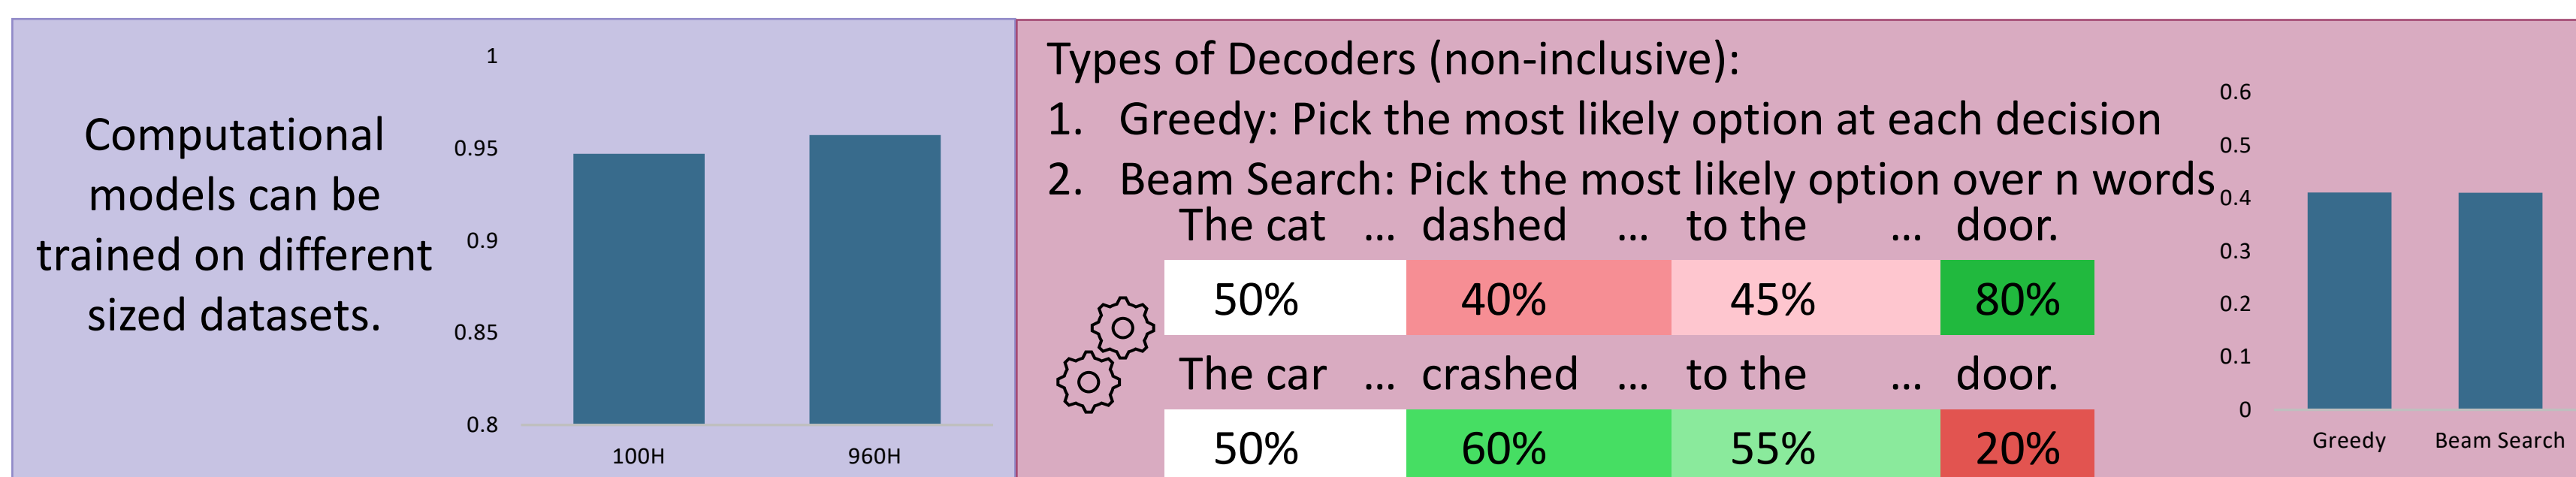 Computational
models can be
trained on different
sized datasets.
1
0.95
0.9
0.85
0.8
100H 960H
Types of Decoders (non-inclusive):
1. Greedy: Pick the most likely option at each decision
2. Beam Search: Pick the most likely option over n words
The cat ... dashed ... to the ... door.
50% 40% 45% 80%
The car ... crashed ... to the ... door.
50% 60% 55% 20%
0.6
0.5
0.4
0.3
0.2
0.1
0
Greedy Beam Search